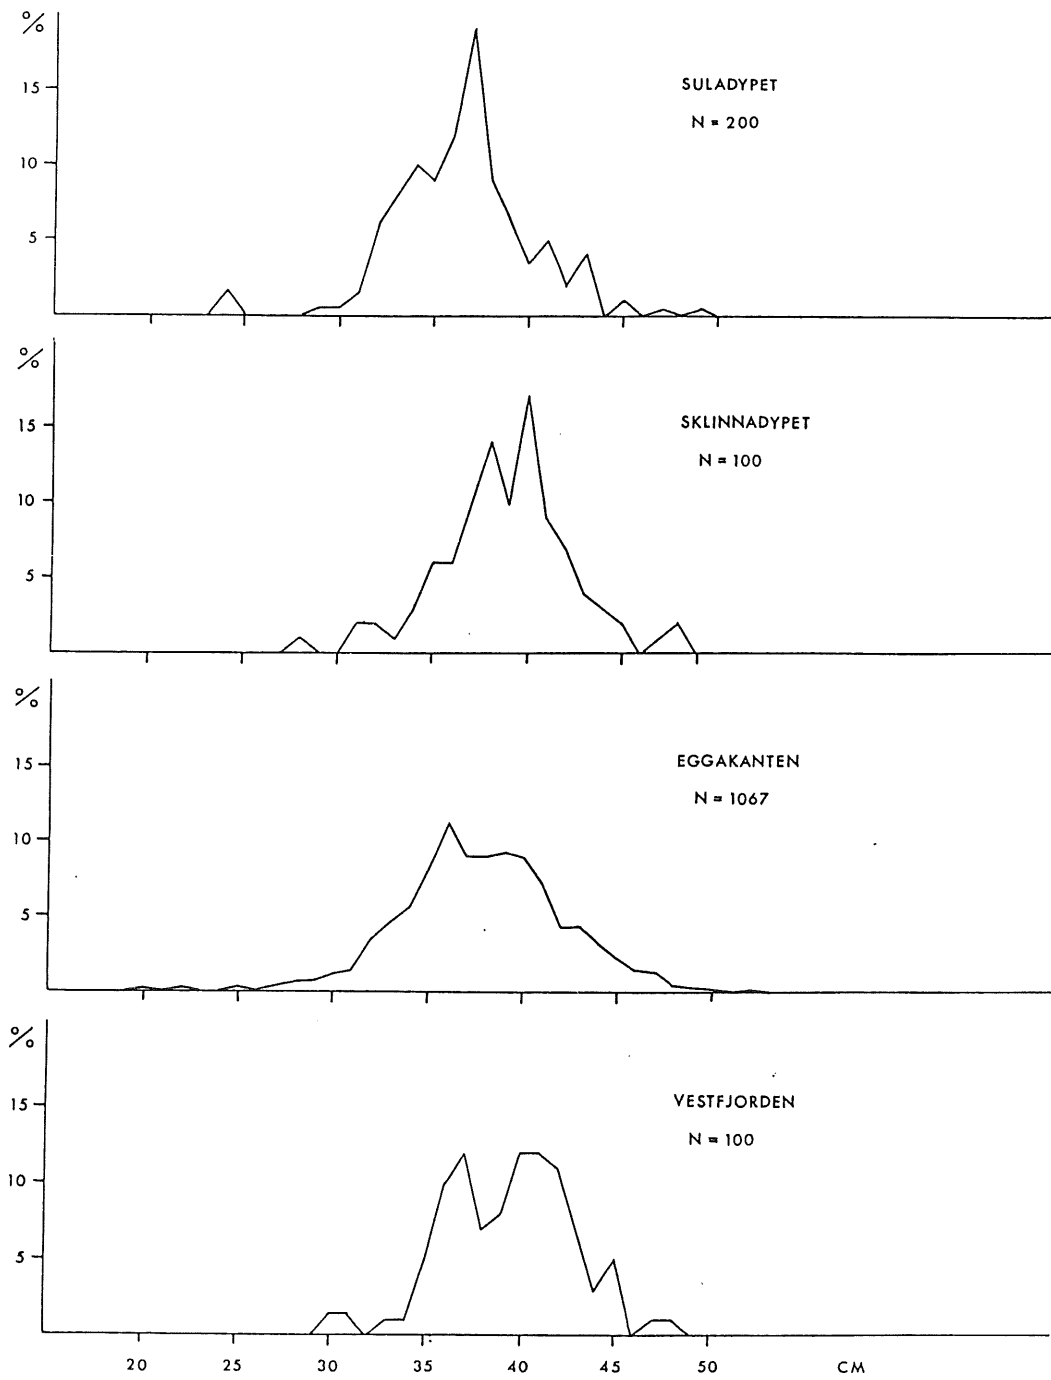 %
15
SULADYPET
N = 200
10
5
%
15
SKLINNADYPET
N = 100
10
5
%
15
EGGAKANTEN
N = 1067
10
5
%
15
VESTFJORDEN
N = 100
10
5
20 25 30 35 40 45 50 CM